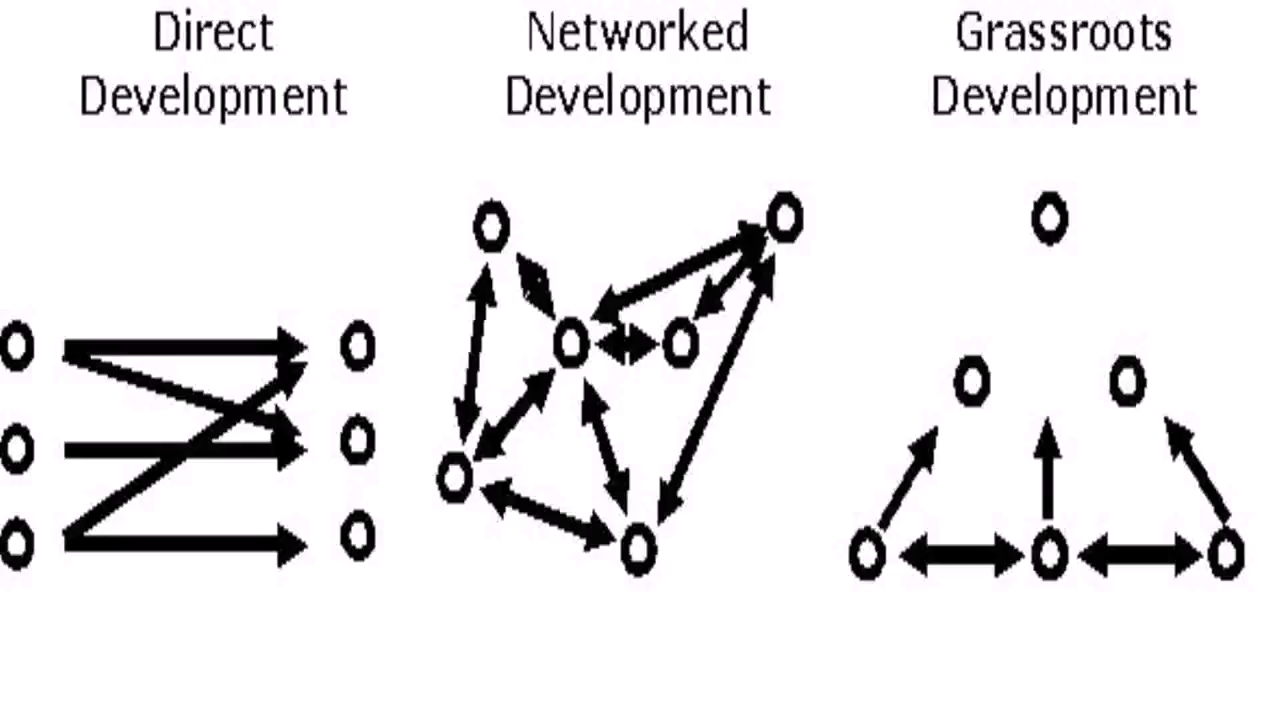 Direct
Development
Networked
Development
Grassroots
Development